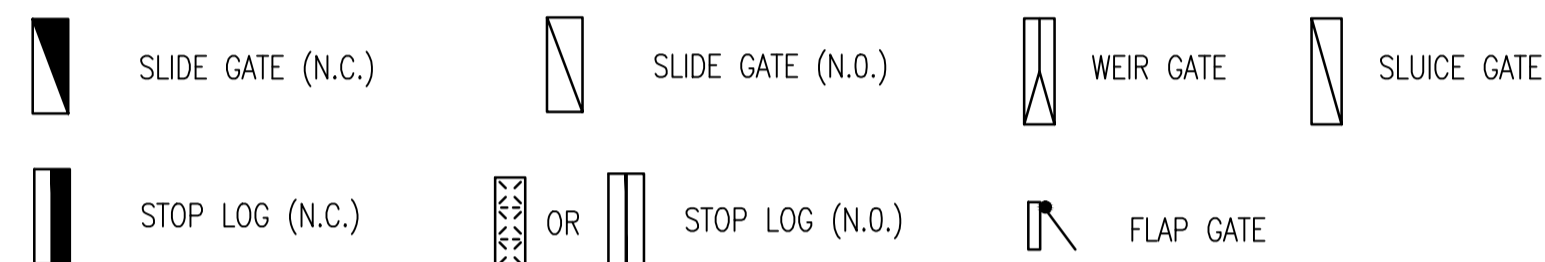 SLIDE GATE (N.C.)
SLIDE GATE (N.O.)
WEIR GATE
SLUICE GATE
STOP LOG (N.C.)
OR
STOP LOG (N.O.)
FLAP GATE